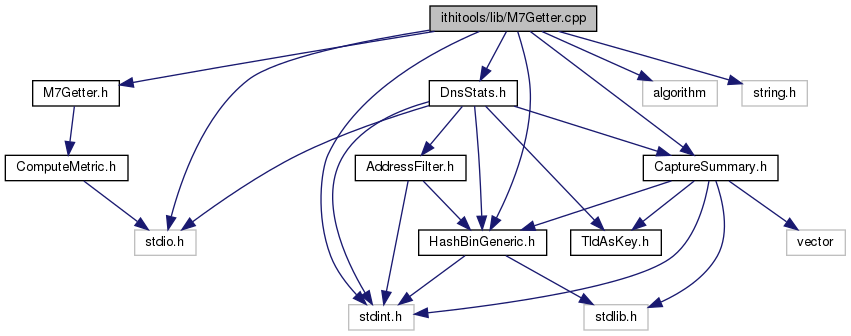 ithitools/lib/M7Getter.cpp
M7Getter.h
DnsStats.h
algorithm
string.h
ComputeMetric.h
AddressFilter.h
CaptureSummary.h
stdio.h
HashBinGeneric.h
TldAsKey.h
vector
stdint.h
stdlib.h